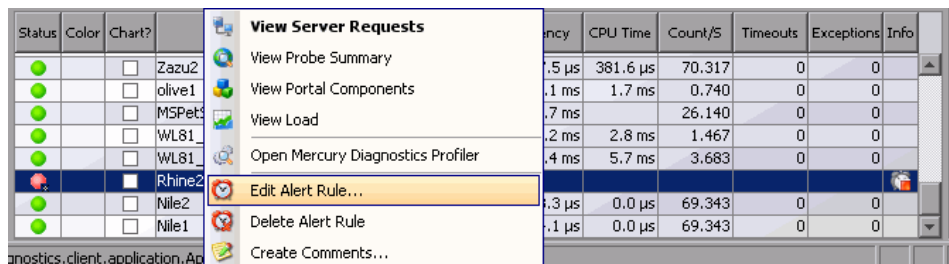 Status Color Chart? ency CPU Time Count/S Timeouts Exceptions Info
View Server Requests
View Probe Summary
View Portal Components
View Load
Open Mercury Diagnostics Profiler
Edit Alert Rule...
Delete Alert Rule
Create Comments...
Zazu2 .5 µs 381.6 µs 70.317 0 0
olive1 .1 ms 1.7 ms 0.740 0 0
MSPetS .7 ms 26.140 0 0
WL81_ .2 ms 2.8 ms 1.467 0 0
WL81_ .4 ms 5.7 ms 3.683 0 0
Rhine2
Nile2 .3 µs 0.0 µs 69.343 0 0
Nile1 .1 µs 0.0 µs 69.343 0 0
gnostics.client.application.Ap